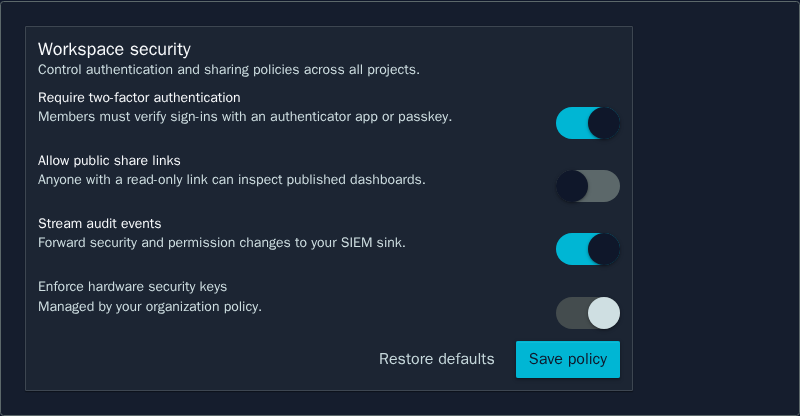 Workspace security
Control authentication and sharing policies across all projects.
Require two-factor authentication
Members must verify sign-ins with an authenticator app or passkey.
Allow public share links
Anyone with a read-only link can inspect published dashboards.
Stream audit events
Forward security and permission changes to your SIEM sink.
Enforce hardware security keys
Managed by your organization policy.
Restore defaults
Save policy